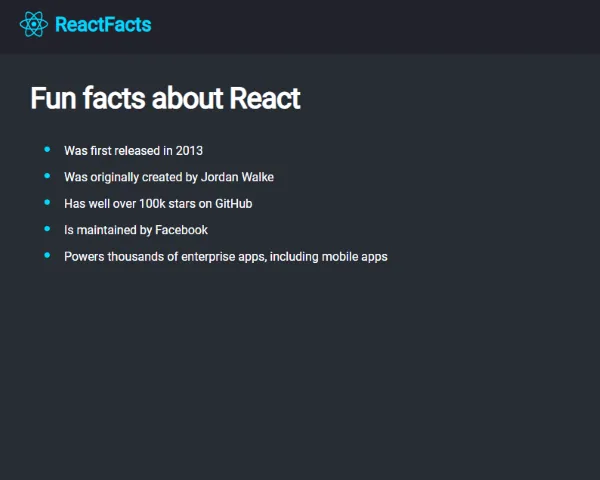 ReactFacts
Fun facts about React
Was first released in 2013
Was originally created by Jordan Walke
Has well over 100k stars on GitHub
Is maintained by Facebook
Powers thousands of enterprise apps, including mobile apps